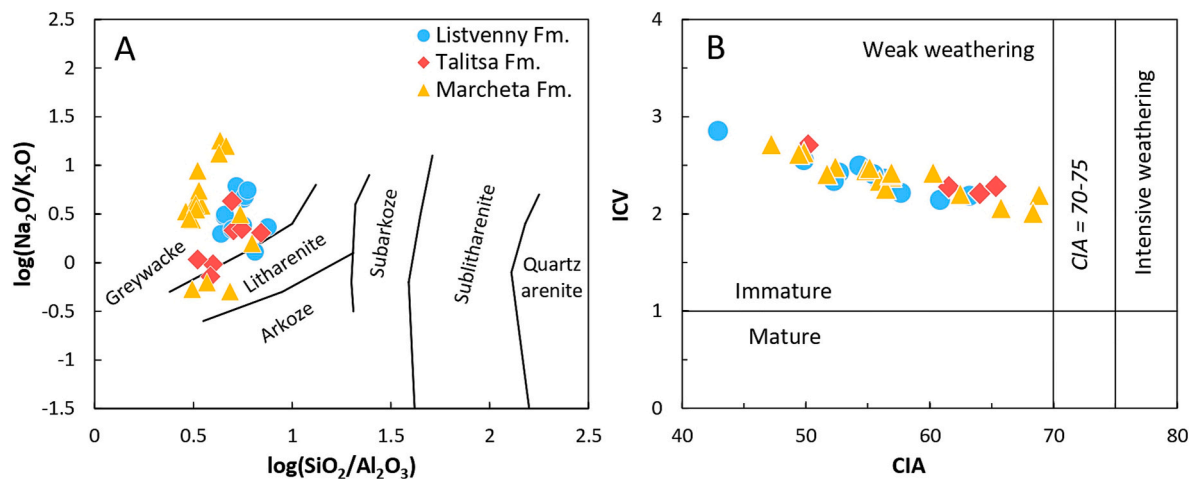 A
Listvenny Fm.
Talitsa Fm.
Marcheta Fm.
2.5
2
1.5
1
0.5
0
-0.5
-1
-1.5
log(Na₂O/K₂O)
Greywacke
Litharenite
Arkoze
Subarkoze
Sublitharenite
Quartz
arenite
0
0.5
1
1.5
2
2.5
log(SiO₂/Al₂O₃)
B
Weak weathering
CIA = 70-75
Intensive weathering
Immature
Mature
4
3
2
1
0
ICV
40
50
60
70
80
CIA